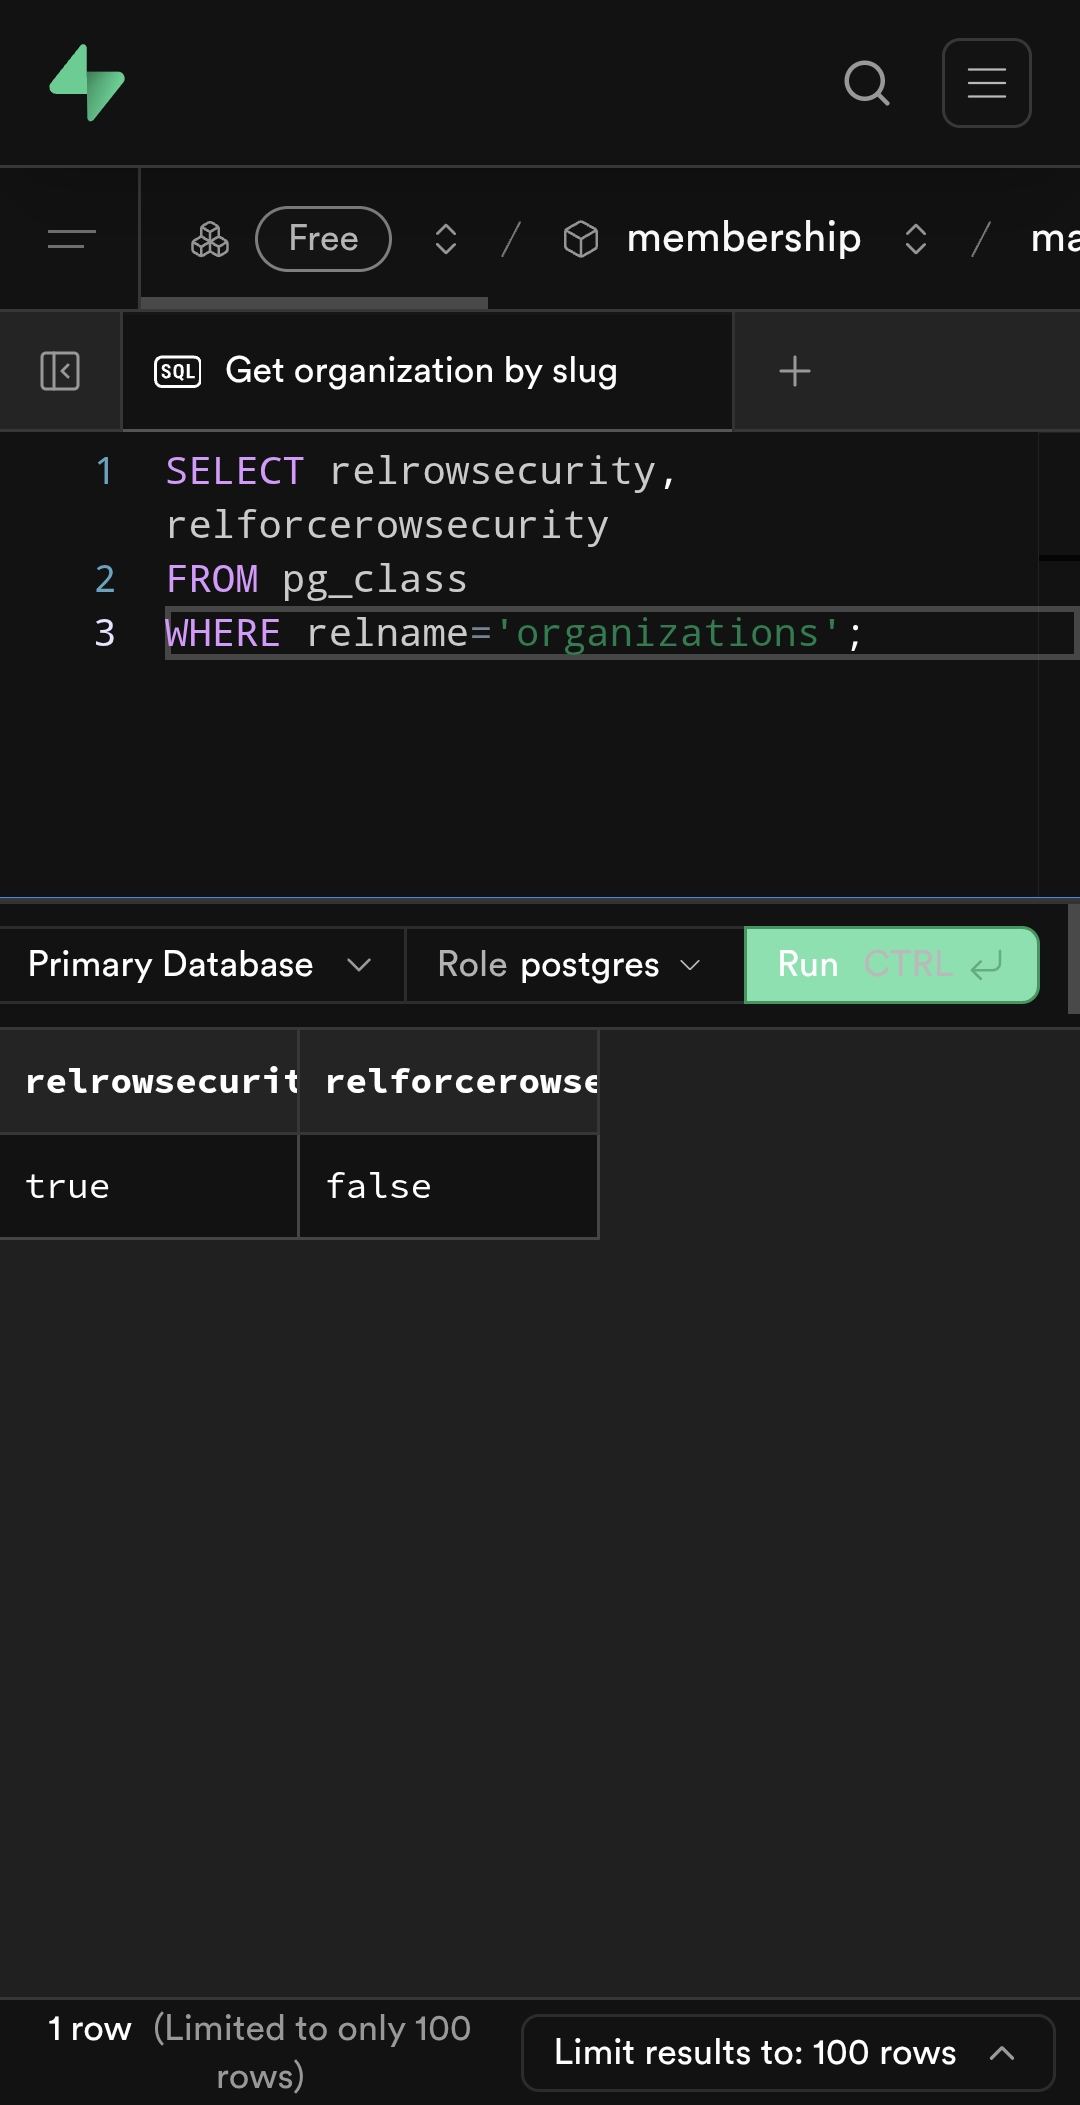 Free / membership / ma
SQL Get organization by slug
1 SELECT relrowsecurity,
relforcerowsecurity
2 FROM pg_class
3 WHERE relname='organizations';
Primary Database Role postgres Run CTRL
relrowsecurit relforcerowse
true false
1 row (Limited to only 100
rows)
Limit results to: 100 rows